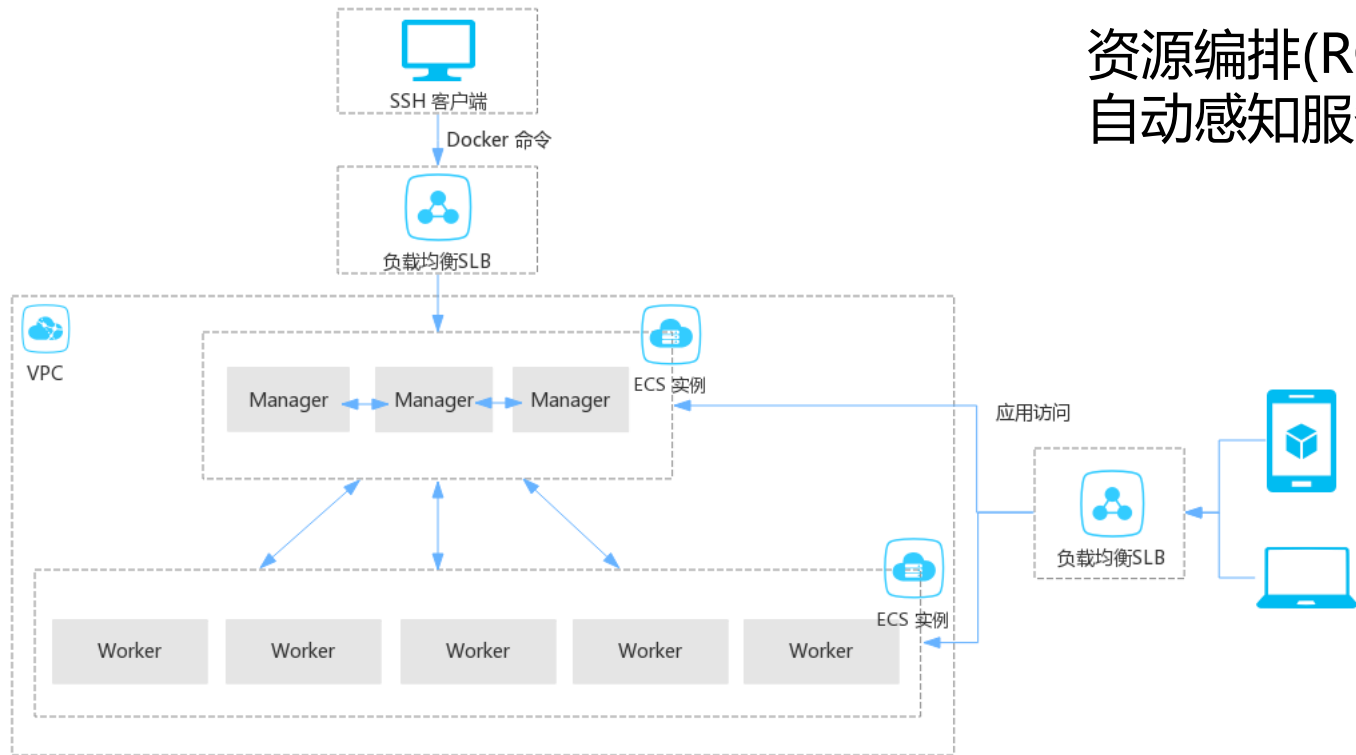 资源编排(R
自动感知服
SSH 客户端
Docker 命令
负载均衡SLB
VPC
ECS 实例
Manager
Manager
Manager
应用访问
负载均衡SLB
ECS 实例
Worker
Worker
Worker
Worker
Worker